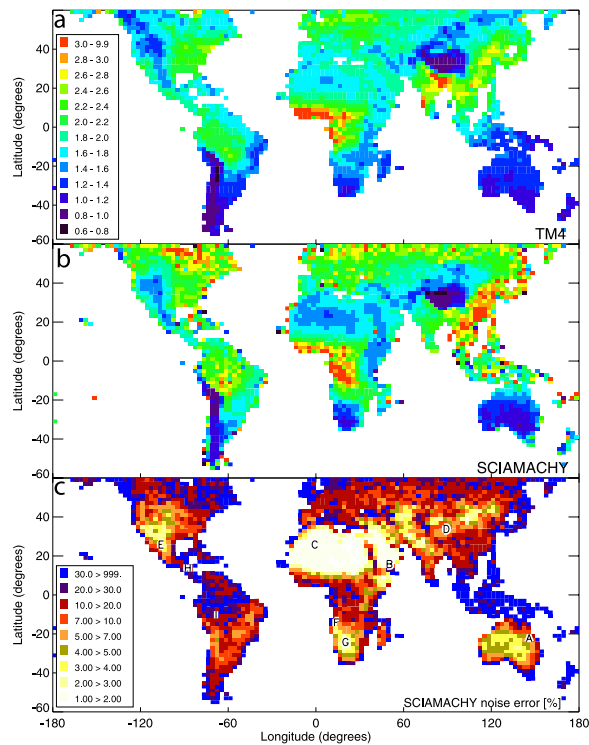 a
Latitude (degrees)
40
20
0
-20
-40
-60
3.0 - 9.9
2.8 - 3.0
2.6 - 2.8
2.4 - 2.6
2.2 - 2.4
2.0 - 2.2
1.8 - 2.0
1.6 - 1.8
1.4 - 1.6
1.2 - 1.4
1.0 - 1.2
0.8 - 1.0
0.6 - 0.8
TM4
b
Latitude (degrees)
40
20
0
-20
-40
-60
SCIAMACHY
c
Latitude (degrees)
40
20
0
-20
-40
-60
30.0 > 999.
20.0 > 30.0
10.0 > 20.0
7.00 > 10.0
5.00 > 7.00
4.00 > 5.00
3.00 > 4.00
2.00 > 3.00
1.00 > 2.00
E
C
D
H
B
I
F
G
A
SCIAMACHY noise error [%]
-180
-120
-60
0
60
120
180
Longitude (degrees)